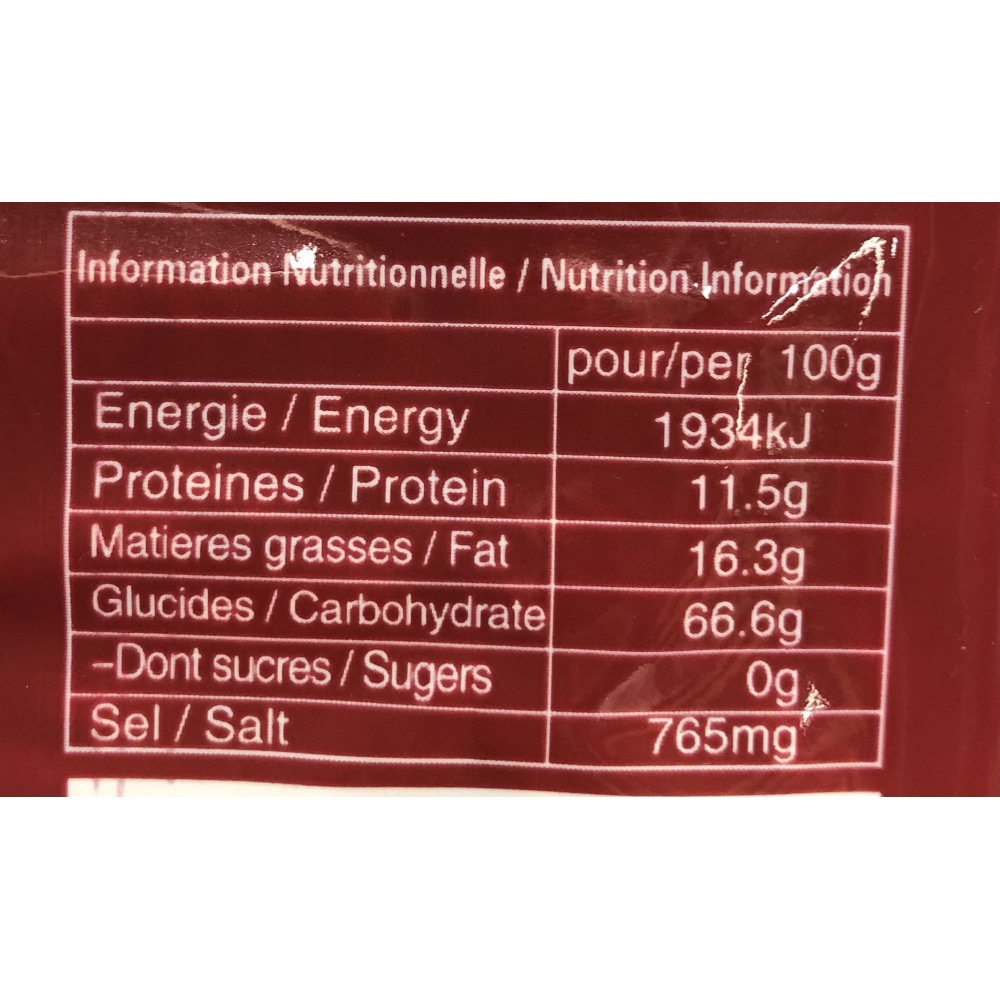 Information Nutritionnelle / Nutrition Information
pour/per 100g
Energie / Energy 1934kJ
Proteines / Protein 11.5g
Matieres grasses / Fat 16.3g
Glucides / Carbohydrate 66.6g
-Dont sucres / Sugers 0g
Sel / Salt 765mg